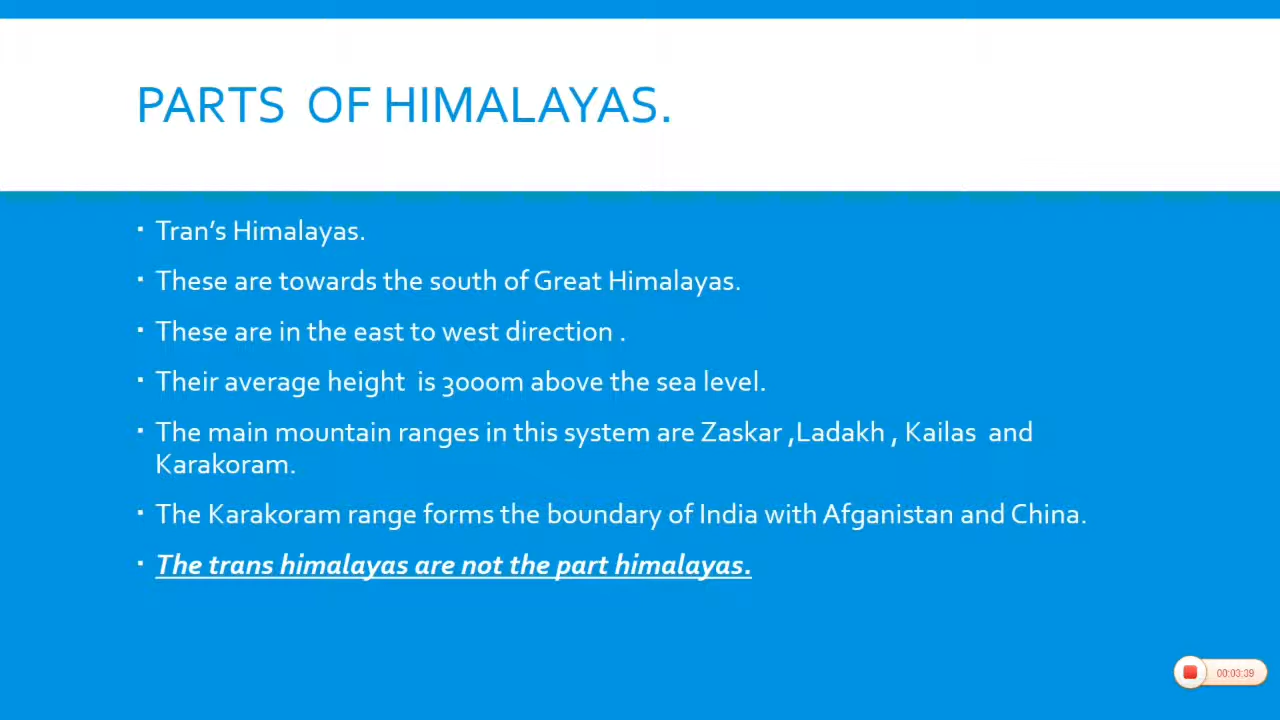 PARTS OF HIMALAYAS.
▪ Tran’s Himalayas.
▪ These are towards the south of Great Himalayas.
▪ These are in the east to west direction .
▪ Their average height is 3000m above the sea level.
▪ The main mountain ranges in this system are Zaskar ,Ladakh , Kailas and
Karakoram.
▪ The Karakoram range forms the boundary of India with Afganistan and China.
▪ The trans himalayas are not the part himalayas.
00:03:39